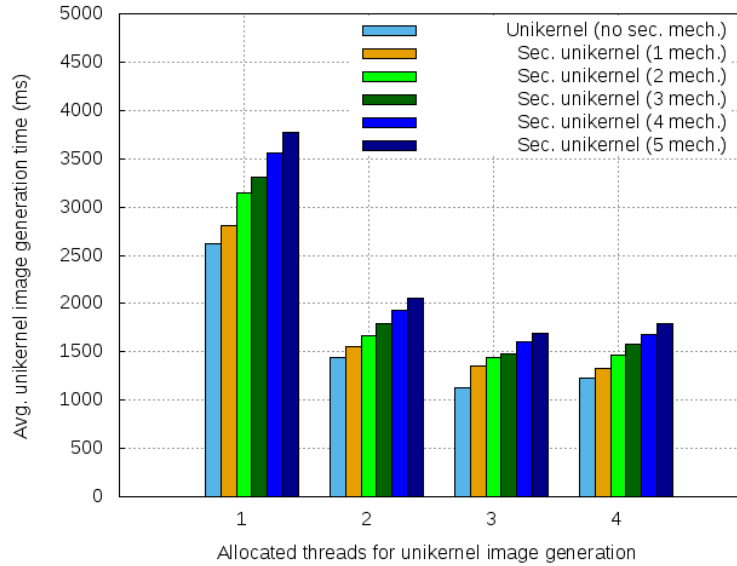 5000
4500
4000
3500
3000
2500
2000
1500
1000
500
0
Avg. unikernel image generation time (ms)
Unikernel (no sec. mech.)
Sec. unikernel (1 mech.)
Sec. unikernel (2 mech.)
Sec. unikernel (3 mech.)
Sec. unikernel (4 mech.)
Sec. unikernel (5 mech.)
1 2 3 4
Allocated threads for unikernel image generation